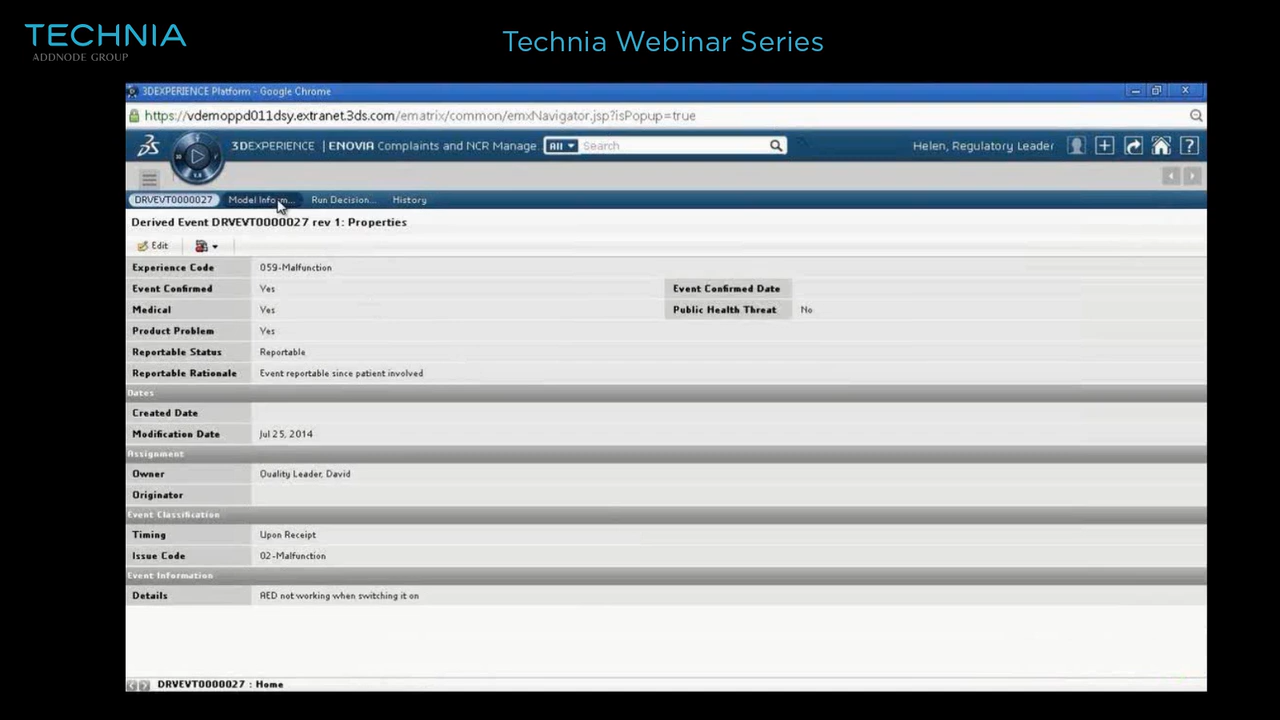 TECHNIA
ADDNODE GROUP
Technia Webinar Series
3DEXPERIENCE Platform - Google Chrome
https://vdemoppd011dsy.extranet.3ds.com/ematrix/common/emxNavigator.jsp?isPopup=true
3DEXPERIENCE | ENOVIA Complaints and NCR Manage... All Search Helen, Regulatory Leader
DRVEVT0000027 Model Inform... Run Decision... History
Derived Event DRVEVT0000027 rev 1: Properties
Edit
Experience Code 059-Malfunction
Event Confirmed Yes Event Confirmed Date
Medical Yes Public Health Threat No
Product Problem Yes
Reportable Status Reportable
Reportable Rationale Event reportable since patient involved
Dates
Created Date
Modification Date Jul 25, 2014
Assignment
Owner Quality Leader, David
Originator
Event Classification
Timing Upon Receipt
Issue Code 02-Malfunction
Event Information
Details AED not working when switching it on
DRVEVT0000027 : Home